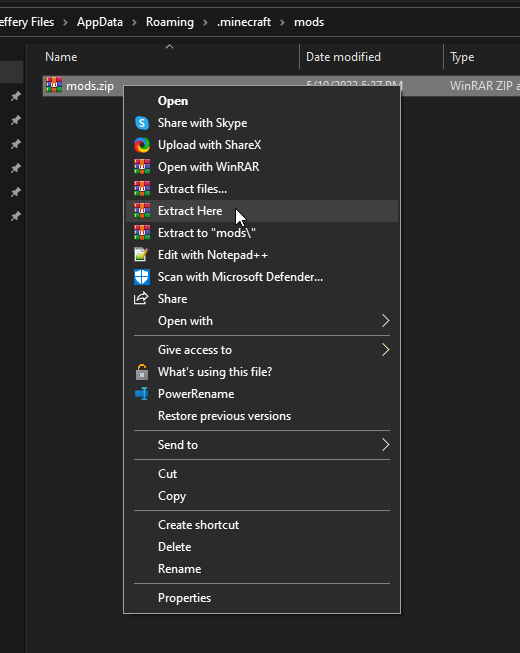 effery Files > AppData > Roaming > .minecraft > mods
Name Date modified Type
mods.zip 5/19/2023 5:27 PM WinRAR ZIP a
Open
Share with Skype
Upload with ShareX
Open with WinRAR
Extract files...
Extract Here
Extract to "mods\"
Edit with Notepad++
Scan with Microsoft Defender...
Share
Open with
Give access to
What's using this file?
PowerRename
Restore previous versions
Send to
Cut
Copy
Create shortcut
Delete
Rename
Properties